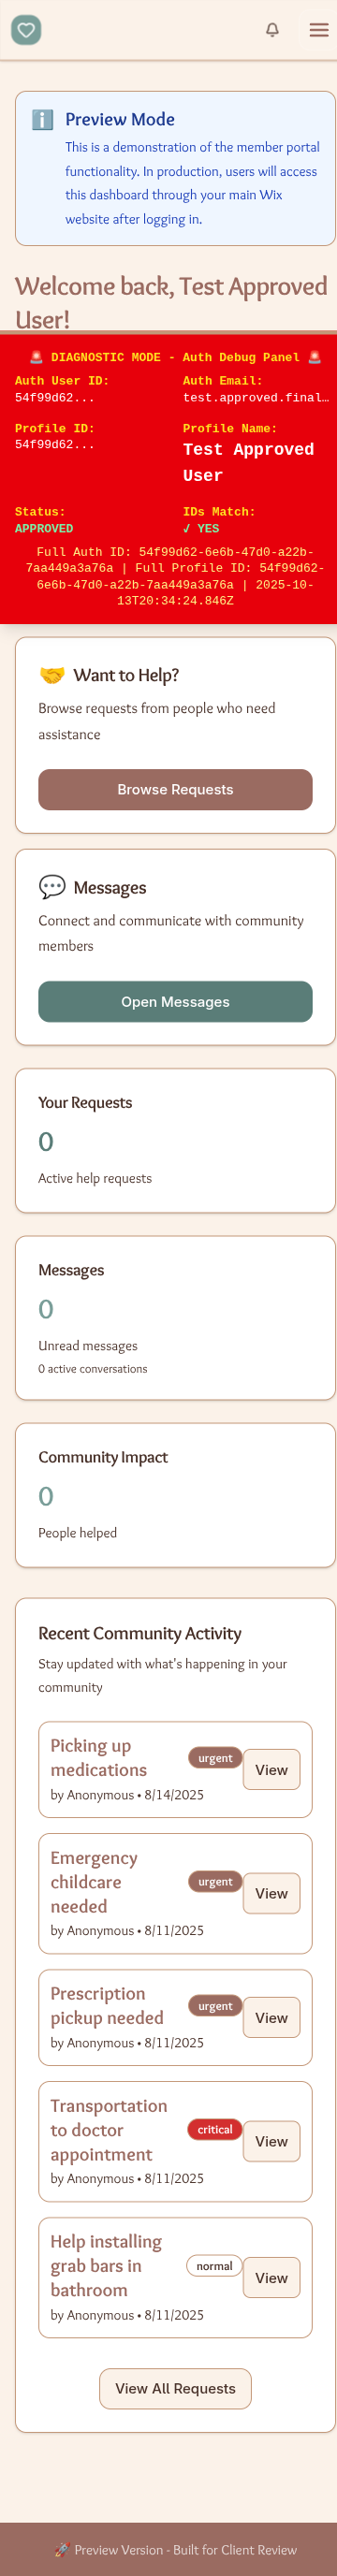 ℹ️ Preview Mode
This is a demonstration of the member portal
functionality. In production, users will access
this dashboard through your main Wix
website after logging in.
Welcome back, Test Approved
User!
🚨 DIAGNOSTIC MODE - Auth Debug Panel 🚨
Auth User ID:
54f99d62...
Auth Email:
test.approved.final…
Profile ID:
54f99d62...
Profile Name:
Test Approved
User
Status:
APPROVED
IDs Match:
✓ YES
Full Auth ID: 54f99d62-6e6b-47d0-a22b-
7aa449a3a76a | Full Profile ID: 54f99d62-
6e6b-47d0-a22b-7aa449a3a76a | 2025-10-
13T20:34:24.846Z
🤝 Want to Help?
Browse requests from people who need
assistance
Browse Requests
💬 Messages
Connect and communicate with community
members
Open Messages
Your Requests
0
Active help requests
Messages
0
Unread messages
0 active conversations
Community Impact
0
People helped
Recent Community Activity
Stay updated with what's happening in your
community
Picking up
medications
by Anonymous • 8/14/2025
urgent
View
Emergency
childcare
needed
by Anonymous • 8/11/2025
urgent
View
Prescription
pickup needed
by Anonymous • 8/11/2025
urgent
View
Transportation
to doctor
appointment
by Anonymous • 8/11/2025
critical
View
Help installing
grab bars in
bathroom
by Anonymous • 8/11/2025
normal
View
View All Requests
🚀 Preview Version - Built for Client Review